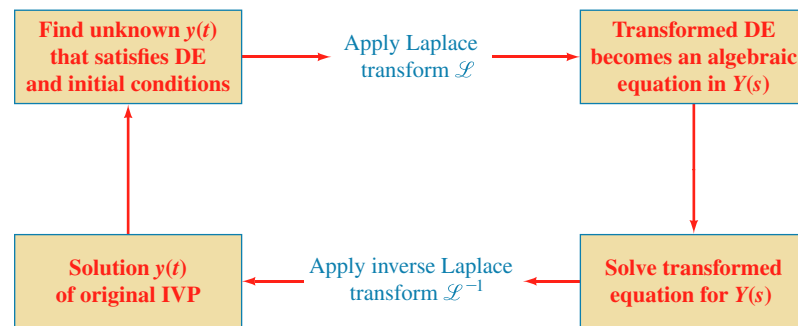 Find unknown y(t)
that satisfies DE
and initial conditions
Apply Laplace
transform ℒ
Transformed DE
becomes an algebraic
equation in Y(s)
Solution y(t)
of original IVP
Apply inverse Laplace
transform ℒ⁻¹
Solve transformed
equation for Y(s)